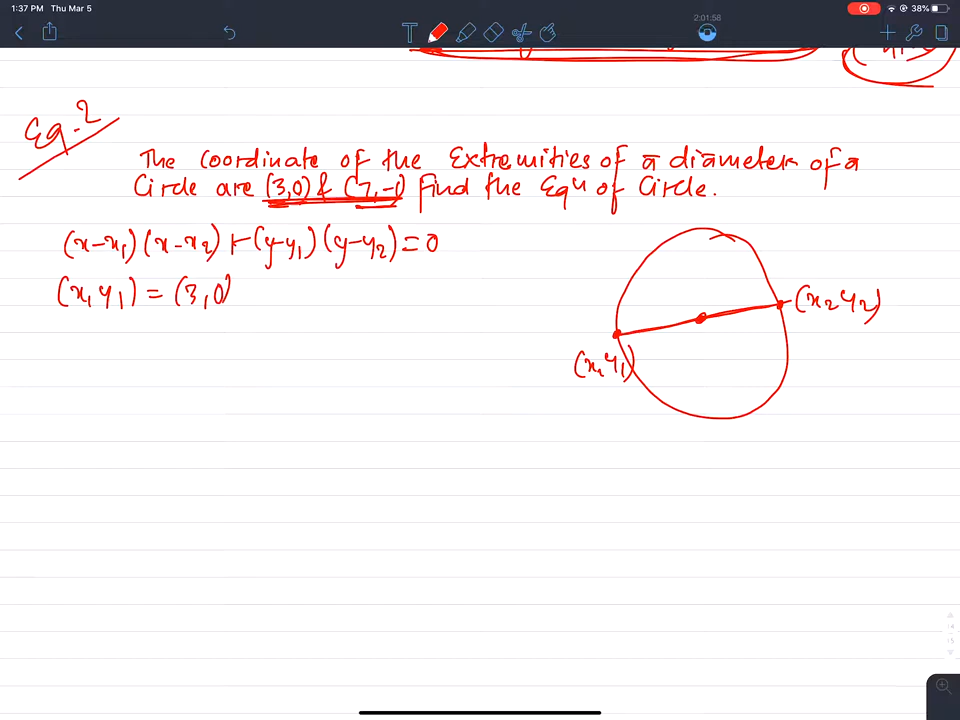 1:37 PM Thu Mar 5
2:01:58
38%
T
Eq. 2
The coordinate of the Extremities of a diameter of a
Circle are (3,0) & (7,-1) Find the Equⁿ of Circle.
(x-x₁)(x-x₂)+(y-y₁)(y-y₂)=0
(x₁ y₁) = (3,0)
(x₂ y₂)
(x₁ y₁)